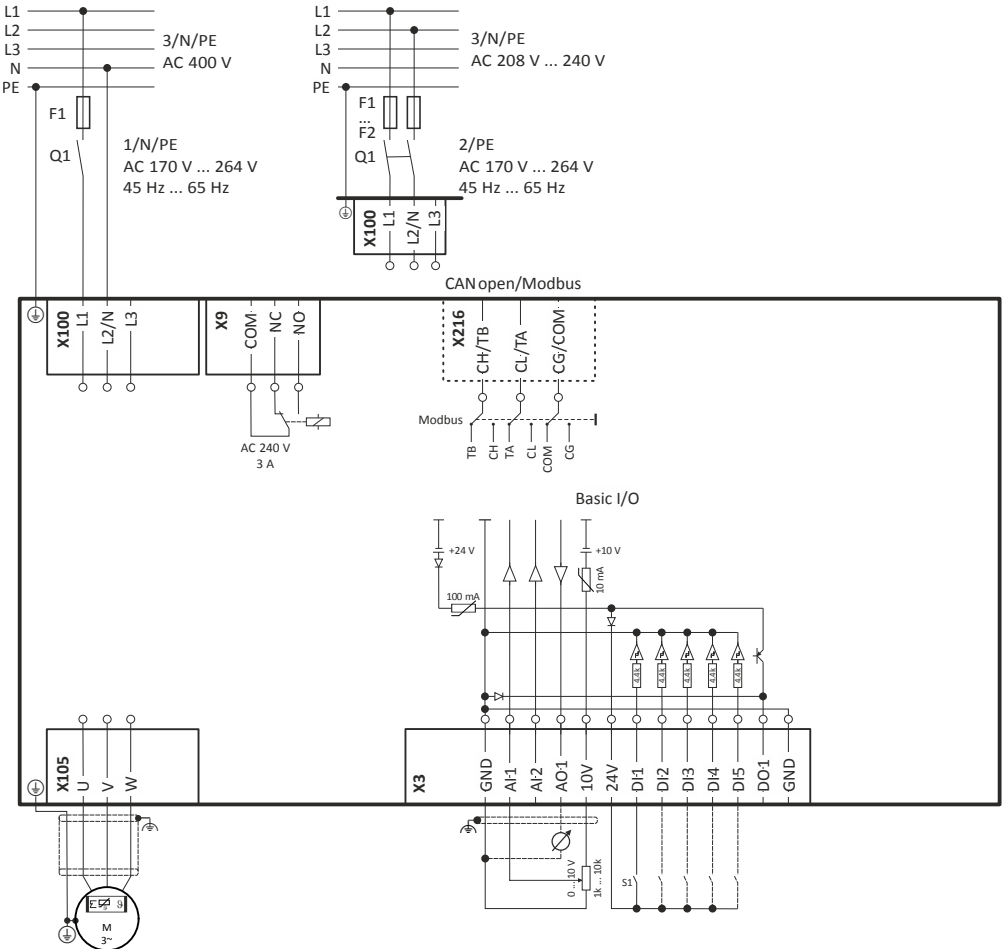 L1
L2
L3
N
PE
3/N/PE
AC 400 V
F1
Q1
1/N/PE
AC 170 V ... 264 V
45 Hz ... 65 Hz
L1
L2
L3
N
PE
3/N/PE
AC 208 V ... 240 V
F1
...
F2
Q1
2/PE
AC 170 V ... 264 V
45 Hz ... 65 Hz
X100
L1
L2/N
L3
X100
L1
L2/N
L3
X9
COM
NC
NO
AC 240 V
3 A
CANopen/Modbus
X216
CH/TB
CL/TA
CG/COM
Modbus
TB
CH
TA
CL
COM
CG
Basic I/O
+24 V
100 mA
+10 V
10 mA
4.4k
4.4k
4.4k
4.4k
4.4k
X105
U
V
W
X3
GND
AI1
AI2
AO1
10V
24V
DI1
DI2
DI3
DI4
DI5
DO1
GND
0 ... 10 V
1k ... 10k
S1
ϑ
M
3~